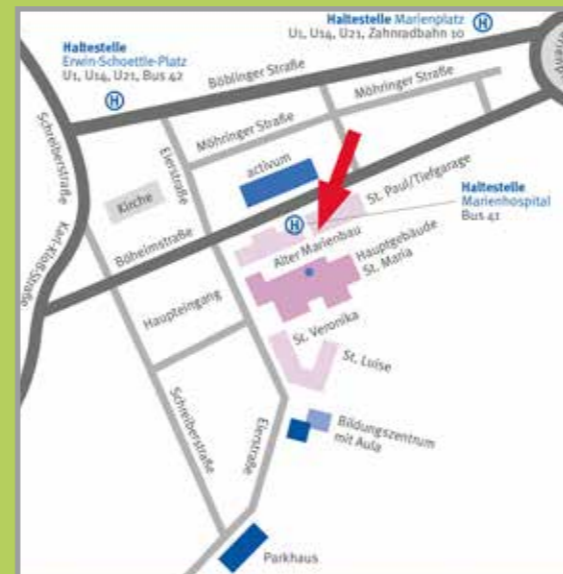 Haltestelle Marienplatz
U1, U14, U21, Zahnradbahn 10
H
Haltestelle
Erwin-Schoettle-Platz
U1, U14, U21, Bus 42
H
Böblinger Straße
Möhringer Straße
Möhringer Straße
Schreiberstraße
Eierstraße
activum
Kirche
St. Paul/Tiefgarage
Haltestelle
Marienhospital
Bus 41
H
Karl-Kloß-Straße
Böheimstraße
Alter Marienbau
Hauptgebäude
St. Maria
Haupteingang
St. Veronika
St. Luise
Schreiberstraße
Eierstraße
Bildungszentrum
mit Aula
Parkhaus